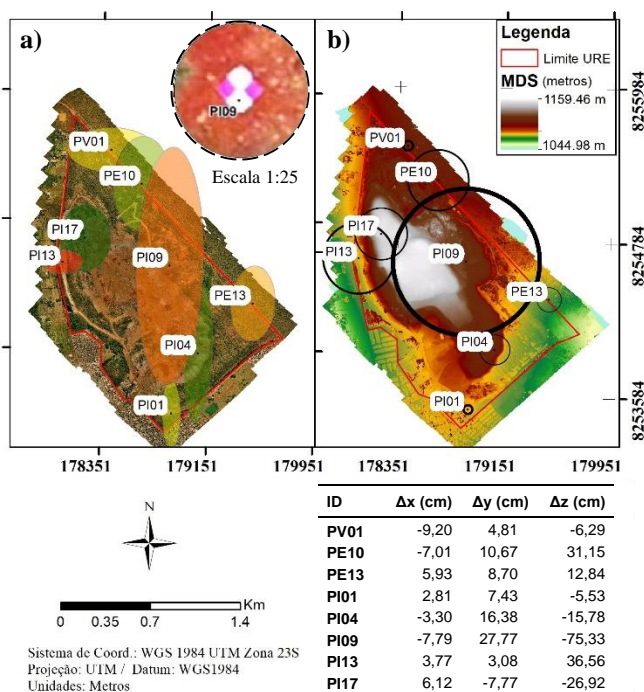 a)
PI09
Escala 1:25
PV01
PE10
PI17
PI13
PI09
PE13
PI04
PI01
178351 179151 179951
b)
Legenda
Limite URE
MDS (metros)
1159.46 m
1044.98 m
PV01
PE10
PI17
PI13
PI09
PE13
PI04
PI01
8255984
8254784
8253584
178351 179151 179951
N
Km
0 0.35 0.7 1.4
Sistema de Coord.: WGS 1984 UTM Zona 23S
Projeção: UTM / Datum: WGS1984
Unidades: Metros
ID Δx (cm) Δy (cm) Δz (cm)
PV01 -9,20 4,81 -6,29
PE10 -7,01 10,67 31,15
PE13 5,93 8,70 12,84
PI01 2,81 7,43 -5,53
PI04 -3,30 16,38 -15,78
PI09 -7,79 27,77 -75,33
PI13 3,77 3,08 36,56
PI17 6,12 -7,77 -26,92